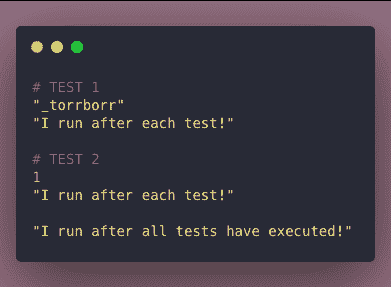 # TEST 1
"_torrborr"
"I run after each test!"
# TEST 2
1
"I run after each test!"
"I run after all tests have executed!"